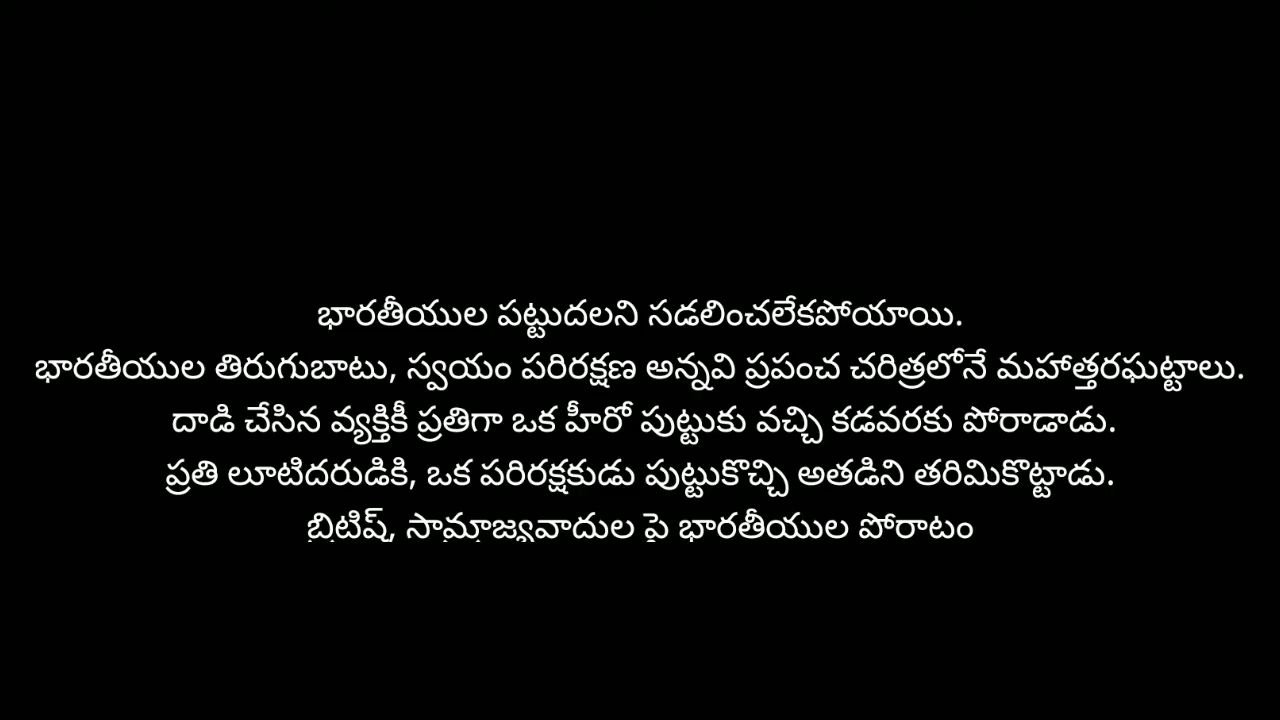 భారతీయుల పట్టుదలని సడలించలేకపోయాయి.
భారతీయుల తిరుగుబాటు, స్వయం పరిరక్షణ అన్నవి ప్రపంచ చరిత్రలోనే మహాత్తరఘట్టాలు.
దాడి చేసిన వ్యక్తికీ ప్రతిగా ఒక హీరో పుట్టుకు వచ్చి కడవరకు పోరాడాడు.
ప్రతి లూటిదరుడికి, ఒక పరిరక్షకుడు పుట్టుకొచ్చి అతడిని తరిమికొట్టాడు.
బ్రిటిష్, సామ్రాజ్యవాదుల పై భారతీయుల పోరాటం